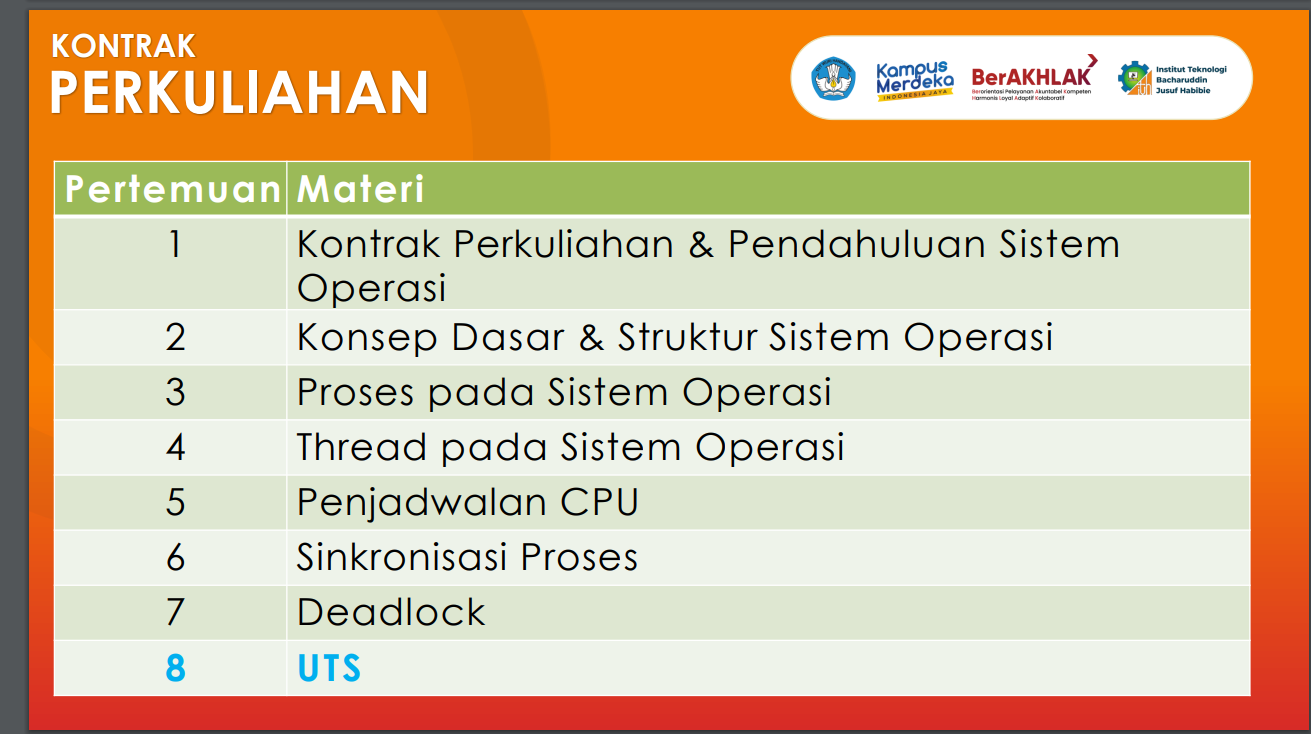 KONTRAK
PERKULIAHAN
Kampus
Merdeka
INDONESIA JAYA
BerAKHLAK
Berorientasi Pelayanan Akuntabel Kompeten
Harmonis Loyal Adaptif Kolaboratif
Institut Teknologi
Bacharuddin
Jusuf Habibie
Pertemuan Materi
1 Kontrak Perkuliahan & Pendahuluan Sistem
Operasi
2 Konsep Dasar & Struktur Sistem Operasi
3 Proses pada Sistem Operasi
4 Thread pada Sistem Operasi
5 Penjadwalan CPU
6 Sinkronisasi Proses
7 Deadlock
8 UTS